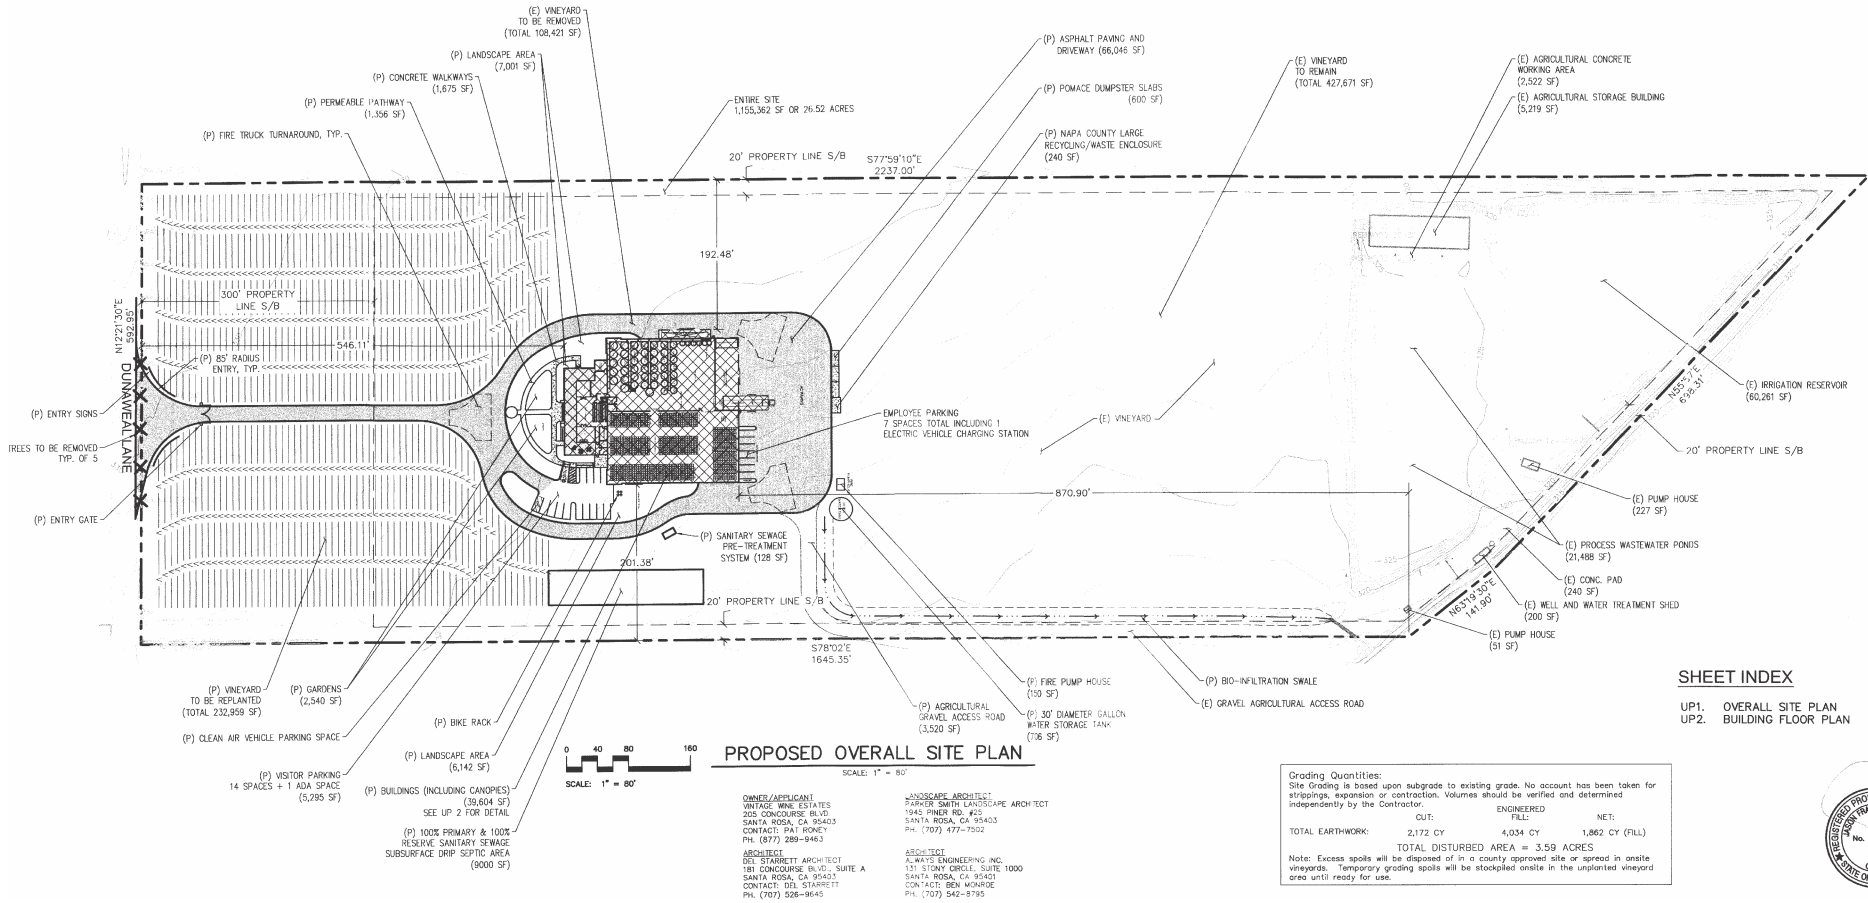 (E) VINEYARD
TO BE REMOVED
(TOTAL 108,421 SF)
(P) LANDSCAPE AREA
(7,001 SF)
(P) CONCRETE WALKWAYS
(1,675 SF)
(P) PERMEABLE PATHWAY
(1,356 SF)
(P) FIRE TRUCK TURNAROUND, TYP.
ENTIRE SITE
1,155,362 SF OR 26.52 ACRES
(P) ASPHALT PAVING AND
DRIVEWAY (66,046 SF)
(P) POMACE DUMPSTER SLABS
(600 SF)
(P) NAPA COUNTY LARGE
RECYCLING/WASTE ENCLOSURE
(240 SF)
(E) VINEYARD
TO REMAIN
(TOTAL 427,671 SF)
(E) AGRICULTURAL CONCRETE
WORKING AREA
(2,522 SF)
(E) AGRICULTURAL STORAGE BUILDING
(5,219 SF)
20' PROPERTY LINE S/B
S77°59'10"E
2237.00'
192.48'
300' PROPERTY
LINE S/B
546.11'
N12°21'30"E
592.95'
DUNAWEAL LANE
(P) 85' RADIUS
ENTRY, TYP.
(P) ENTRY SIGNS
TREES TO BE REMOVED
TYP. OF 5
(P) ENTRY GATE
EMPLOYEE PARKING
7 SPACES TOTAL INCLUDING 1
ELECTRIC VEHICLE CHARGING STATION
(E) VINEYARD
870.90'
N55°57'E
698.31'
(E) IRRIGATION RESERVOIR
(60,261 SF)
20' PROPERTY LINE S/B
(E) PUMP HOUSE
(227 SF)
(E) PROCESS WASTEWATER PONDS
(21,488 SF)
(E) CONC. PAD
(240 SF)
(E) WELL AND WATER TREATMENT SHED
(200 SF)
(E) PUMP HOUSE
(51 SF)
N63°19'30"E
141.90'
(P) SANITARY SEWAGE
PRE-TREATMENT
SYSTEM (128 SF)
201.38'
20' PROPERTY LINE S/B
S78°02'E
1645.35'
(P) VINEYARD
TO BE REPLANTED
(TOTAL 232,959 SF)
(P) GARDENS
(2,540 SF)
(P) CLEAN AIR VEHICLE PARKING SPACE
(P) VISITOR PARKING
14 SPACES + 1 ADA SPACE
(5,295 SF)
(P) BIKE RACK
(P) LANDSCAPE AREA
(6,142 SF)
(P) BUILDINGS (INCLUDING CANOPIES)
(39,604 SF)
SEE UP 2 FOR DETAIL
(P) 100% PRIMARY & 100%
RESERVE SANITARY SEWAGE
SUBSURFACE DRIP SEPTIC AREA
(9000 SF)
(P) AGRICULTURAL
GRAVEL ACCESS ROAD
(3,520 SF)
(P) FIRE PUMP HOUSE
(150 SF)
(P) 30' DIAMETER GALLON
WATER STORAGE TANK
(706 SF)
(P) BIO-INFILTRATION SWALE
(E) GRAVEL AGRICULTURAL ACCESS ROAD
SHEET INDEX
UP1. OVERALL SITE PLAN
UP2. BUILDING FLOOR PLAN
0 40 80 160
SCALE: 1" = 80'
PROPOSED OVERALL SITE PLAN
SCALE: 1" = 80'
OWNER/APPLICANT
VINTAGE WINE ESTATES
205 CONCOURSE BLVD
SANTA ROSA, CA 95403
CONTACT: PAT RONEY
PH. (877) 289-9463
ARCHITECT
DEL STARRETT ARCHITECT
181 CONCOURSE BLVD., SUITE A
SANTA ROSA, CA 95403
CONTACT: DEL STARRETT
PH. (707) 526-9645
LANDSCAPE ARCHITECT
PARKER SMITH LANDSCAPE ARCHITECT
1945 PINER RD. #25
SANTA ROSA, CA 95403
PH. (707) 477-7502
ARCHITECT
ALWAYS ENGINEERING INC.
131 STONY CIRCLE, SUITE 1000
SANTA ROSA, CA 95401
CONTACT: BEN MONROE
PH. (707) 542-8795
Grading Quantities:
Site Grading is based upon subgrade to existing grade. No account has been taken for
strippings, expansion or contraction. Volumes should be verified and determined
independently by the Contractor.
ENGINEERED
CUT: FILL: NET:
TOTAL EARTHWORK: 2,172 CY 4,034 CY 1,862 CY (FILL)
TOTAL DISTURBED AREA = 3.59 ACRES
Note: Excess spoils will be disposed of in a county approved site or spread in onsite
vineyards. Temporary grading spoils will be stockpiled onsite in the unplanted vineyard
area until ready for use.
REGISTERED PRO
JASON FRA
No.
STATE OF